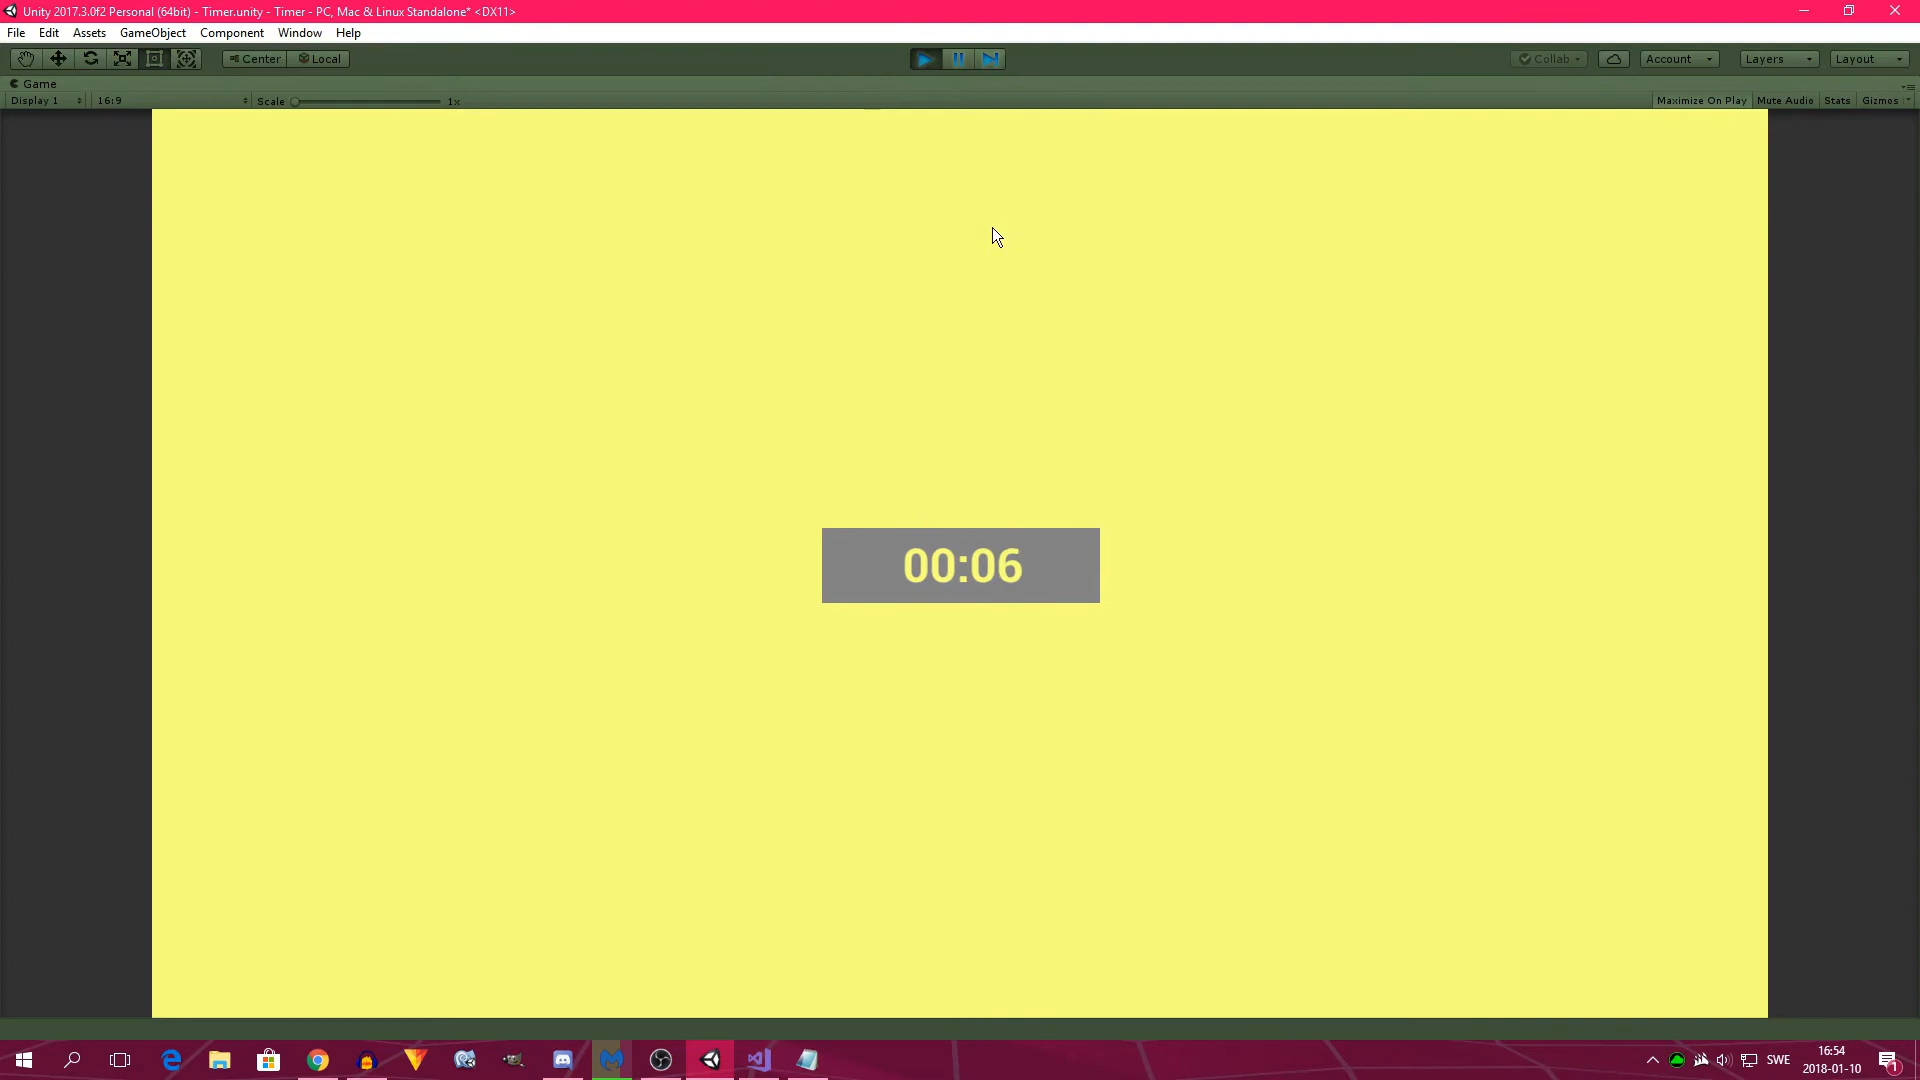 Unity 2017.3.0f2 Personal (64bit) - Timer.unity - Timer - PC, Mac & Linux Standalone* <DX11>
File Edit Assets GameObject Component Window Help
Center Local Collab Account Layers Layout
Game
Display 1 16:9 Scale 1x Maximize On Play Mute Audio Stats Gizmos
00:06
SWE
16:54
2018-01-10
1